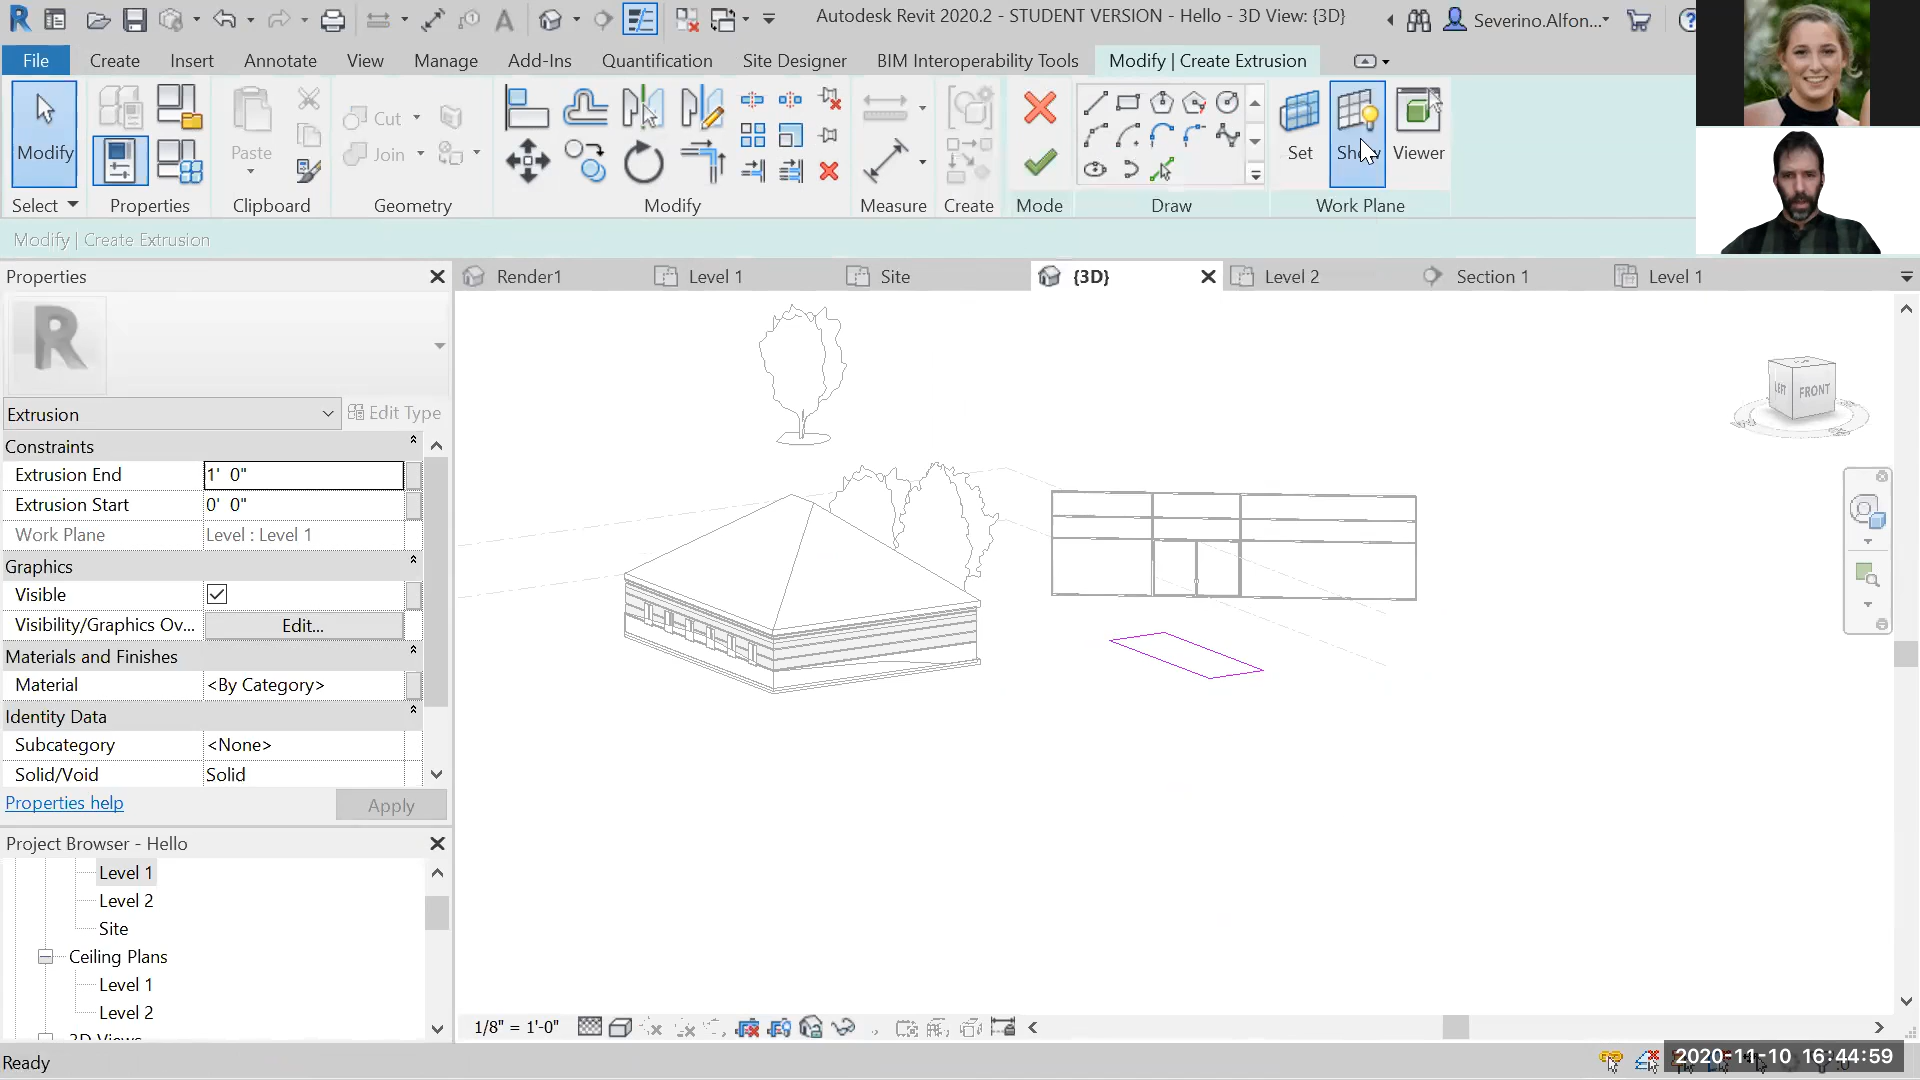 Autodesk Revit 2020.2 - STUDENT VERSION - Hello - 3D View: {3D}
Severino.Alfon...
File Create Insert Annotate View Manage Add-Ins Quantification Site Designer BIM Interoperability Tools Modify | Create Extrusion
Modify Paste Cut Join Set Show Viewer
Select Properties Clipboard Geometry Modify Measure Create Mode Draw Work Plane
Modify | Create Extrusion
Properties
Render1 Level 1 Site {3D} Level 2 Section 1 Level 1
R
LEFT FRONT
Extrusion Edit Type
Constraints
Extrusion End 1' 0"
Extrusion Start 0' 0"
Work Plane Level : Level 1
Graphics
Visible
Visibility/Graphics Ov... Edit...
Materials and Finishes
Material <By Category>
Identity Data
Subcategory <None>
Solid/Void Solid
Properties help Apply
Project Browser - Hello
Level 1
Level 2
Site
Ceiling Plans
Level 1
Level 2
3D Views
1/8" = 1'-0"
Ready
2020-11-10 16:44:59